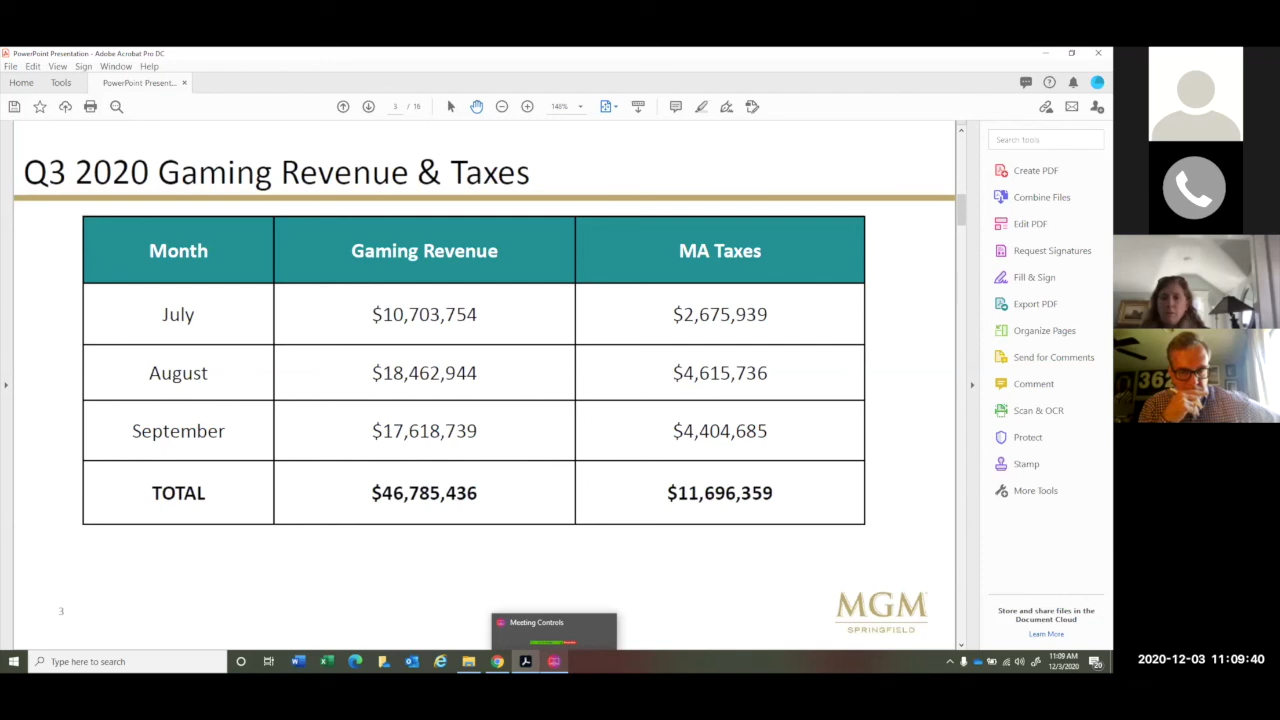 PowerPoint Presentation - Adobe Acrobat Pro DC
File Edit View Sign Window Help
Home Tools PowerPoint Present... ×
3 / 16 148%
Q3 2020 Gaming Revenue & Taxes
Month Gaming Revenue MA Taxes
July $10,703,754 $2,675,939
August $18,462,944 $4,615,736
September $17,618,739 $4,404,685
TOTAL $46,785,436 $11,696,359
3
MGM
SPRINGFIELD
Search tools
Create PDF
Combine Files
Edit PDF
Request Signatures
Fill & Sign
Export PDF
Organize Pages
Send for Comments
Comment
Scan & OCR
Protect
Stamp
More Tools
Store and share files in the
Document Cloud
Learn More
362
Meeting Controls
Type here to search
11:09 AM
12/3/2020
20
2020-12-03 11:09:40